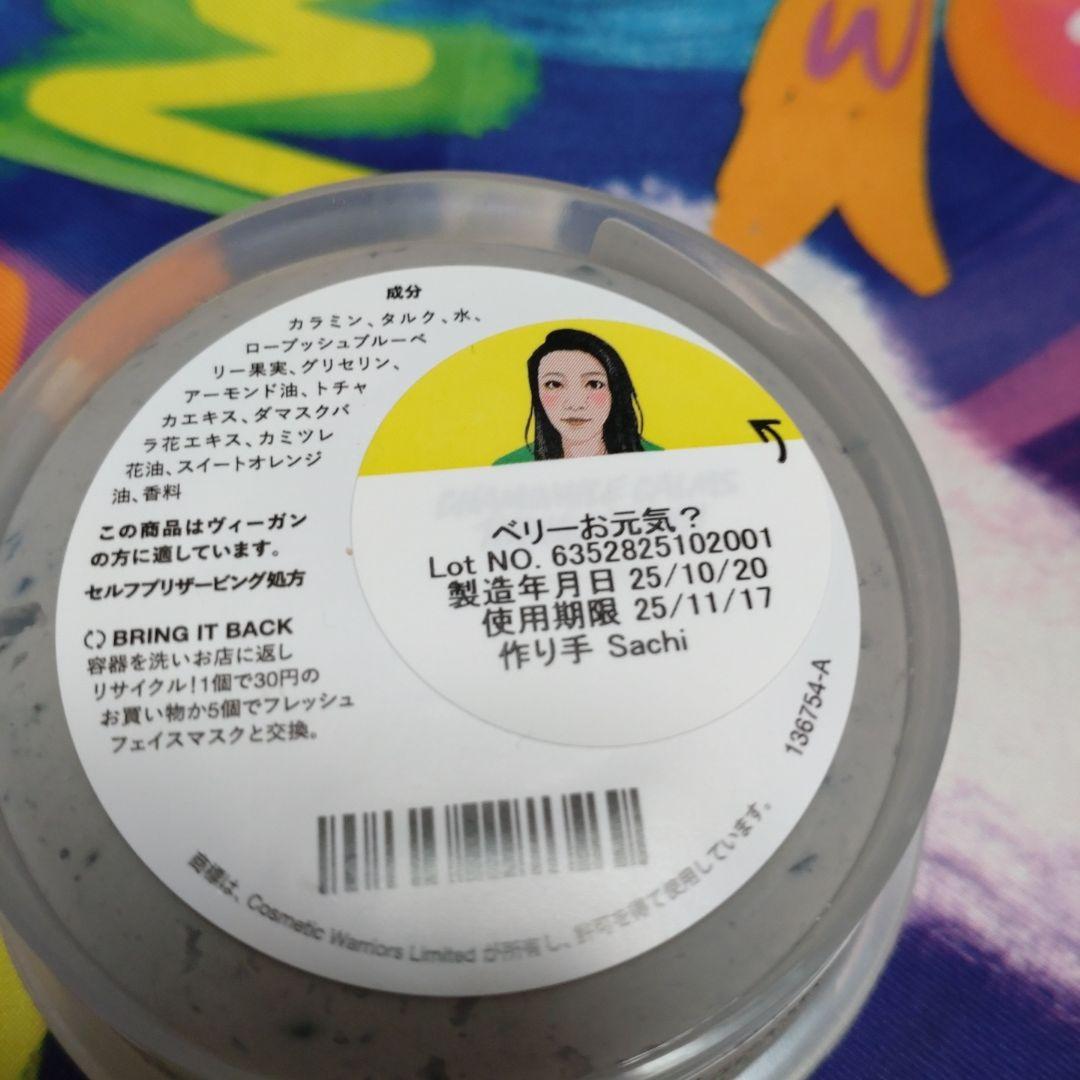 成分
カラミン、タルク、水、
ローブッシュブルーベ
リー果実、グリセリン、
アーモンド油、トチャ
カエキス、ダマスクバ
ラ花エキス、カミツレ
花油、スイートオレンジ
油、香料
この商品はヴィーガン
の方に適しています。
セルフプリザービング処方
BRING IT BACK
容器を洗いお店に返し
リサイクル!1個で30円の
お買い物か5個でフレッシュ
フェイスマスクと交換。
ベリーお元気？
Lot NO. 6352825102001
製造年月日 25/10/20
使用期限 25/11/17
作り手 Sachi
136754-A
商標は、Cosmetic Warriors Limited が所有し、許可を得て使用しています。
W